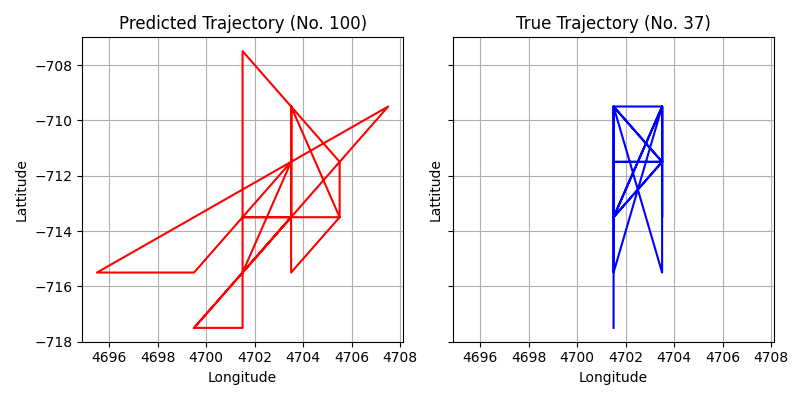 Predicted Trajectory (No. 100)
True Trajectory (No. 37)
−708
−710
−712
−714
−716
−718
Lattitude
Lattitude
4696 4698 4700 4702 4704 4706 4708
4696 4698 4700 4702 4704 4706 4708
Longitude
Longitude